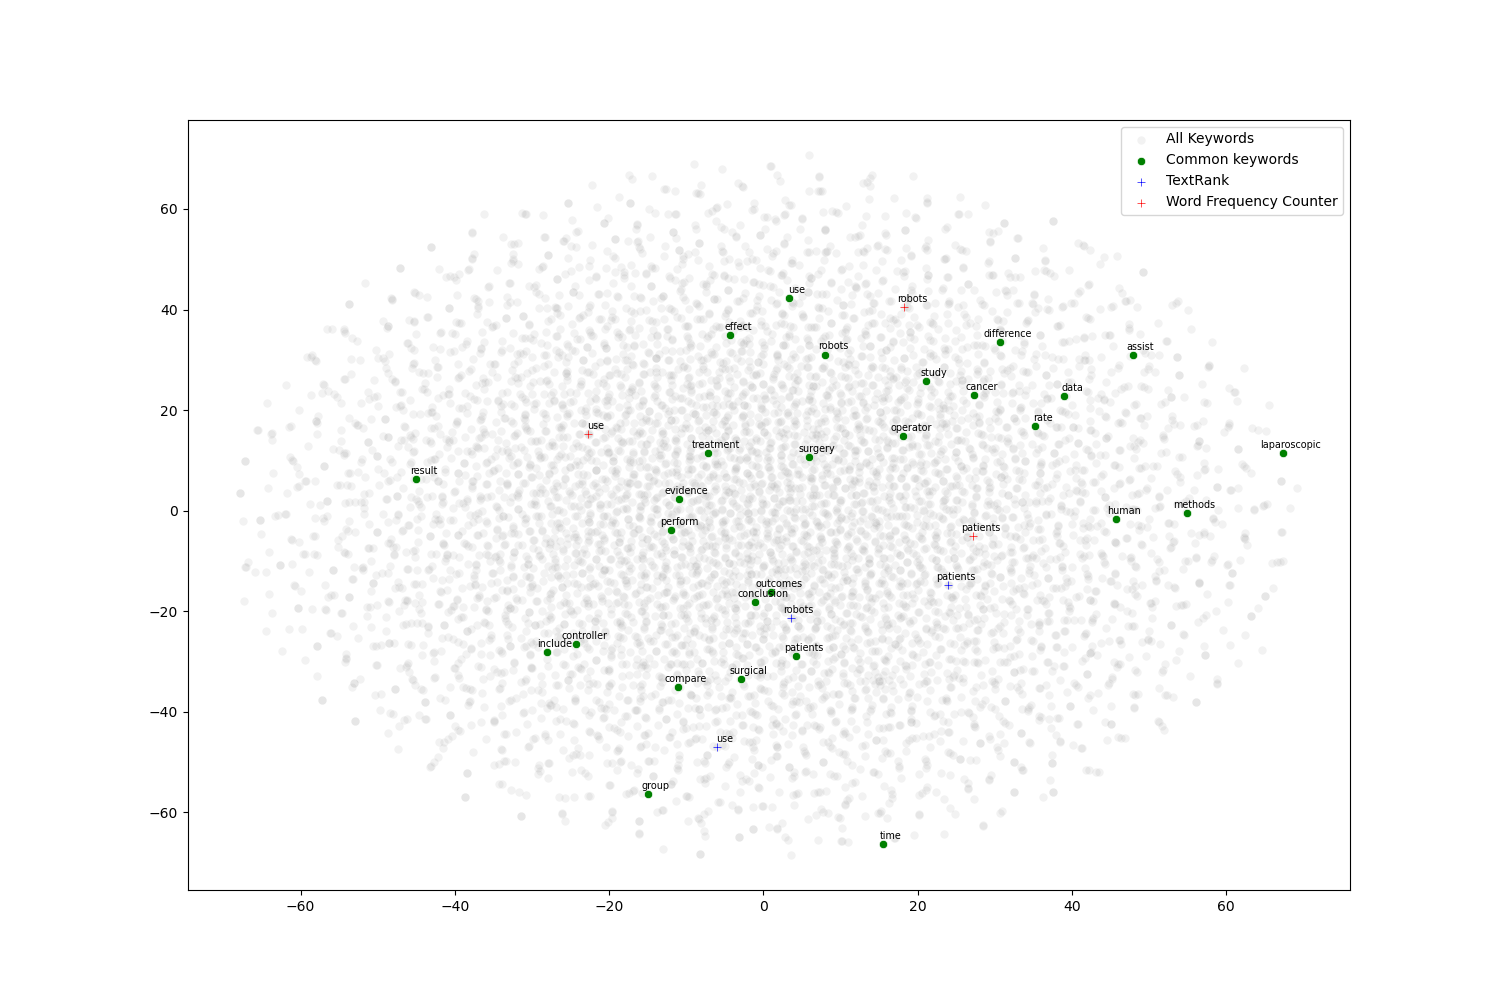 All Keywords
Common keywords
TextRank
Word Frequency Counter
60
40
20
0
−20
−40
−60
use
robots
effect
difference
robots
assist
study
cancer
data
rate
use
operator
treatment
surgery
laparoscopic
result
evidence
methods
human
perform
patients
patients
outcomes
conclusion
robots
controller
include
patients
surgical
compare
use
group
time
−60
−40
−20
0
20
40
60